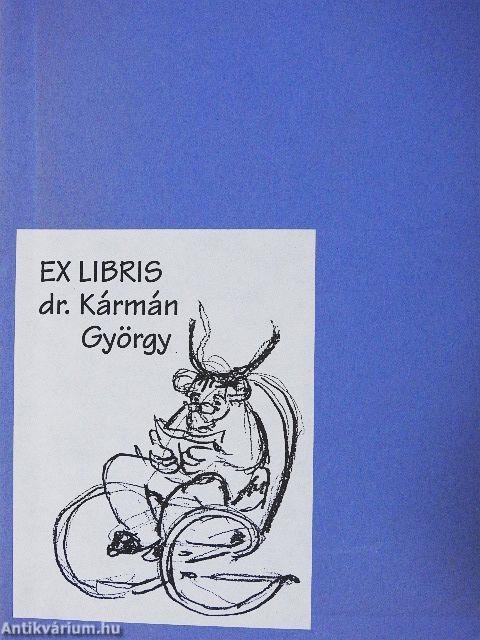 EX LIBRIS
dr. Kármán
György
Antikvárium.hu